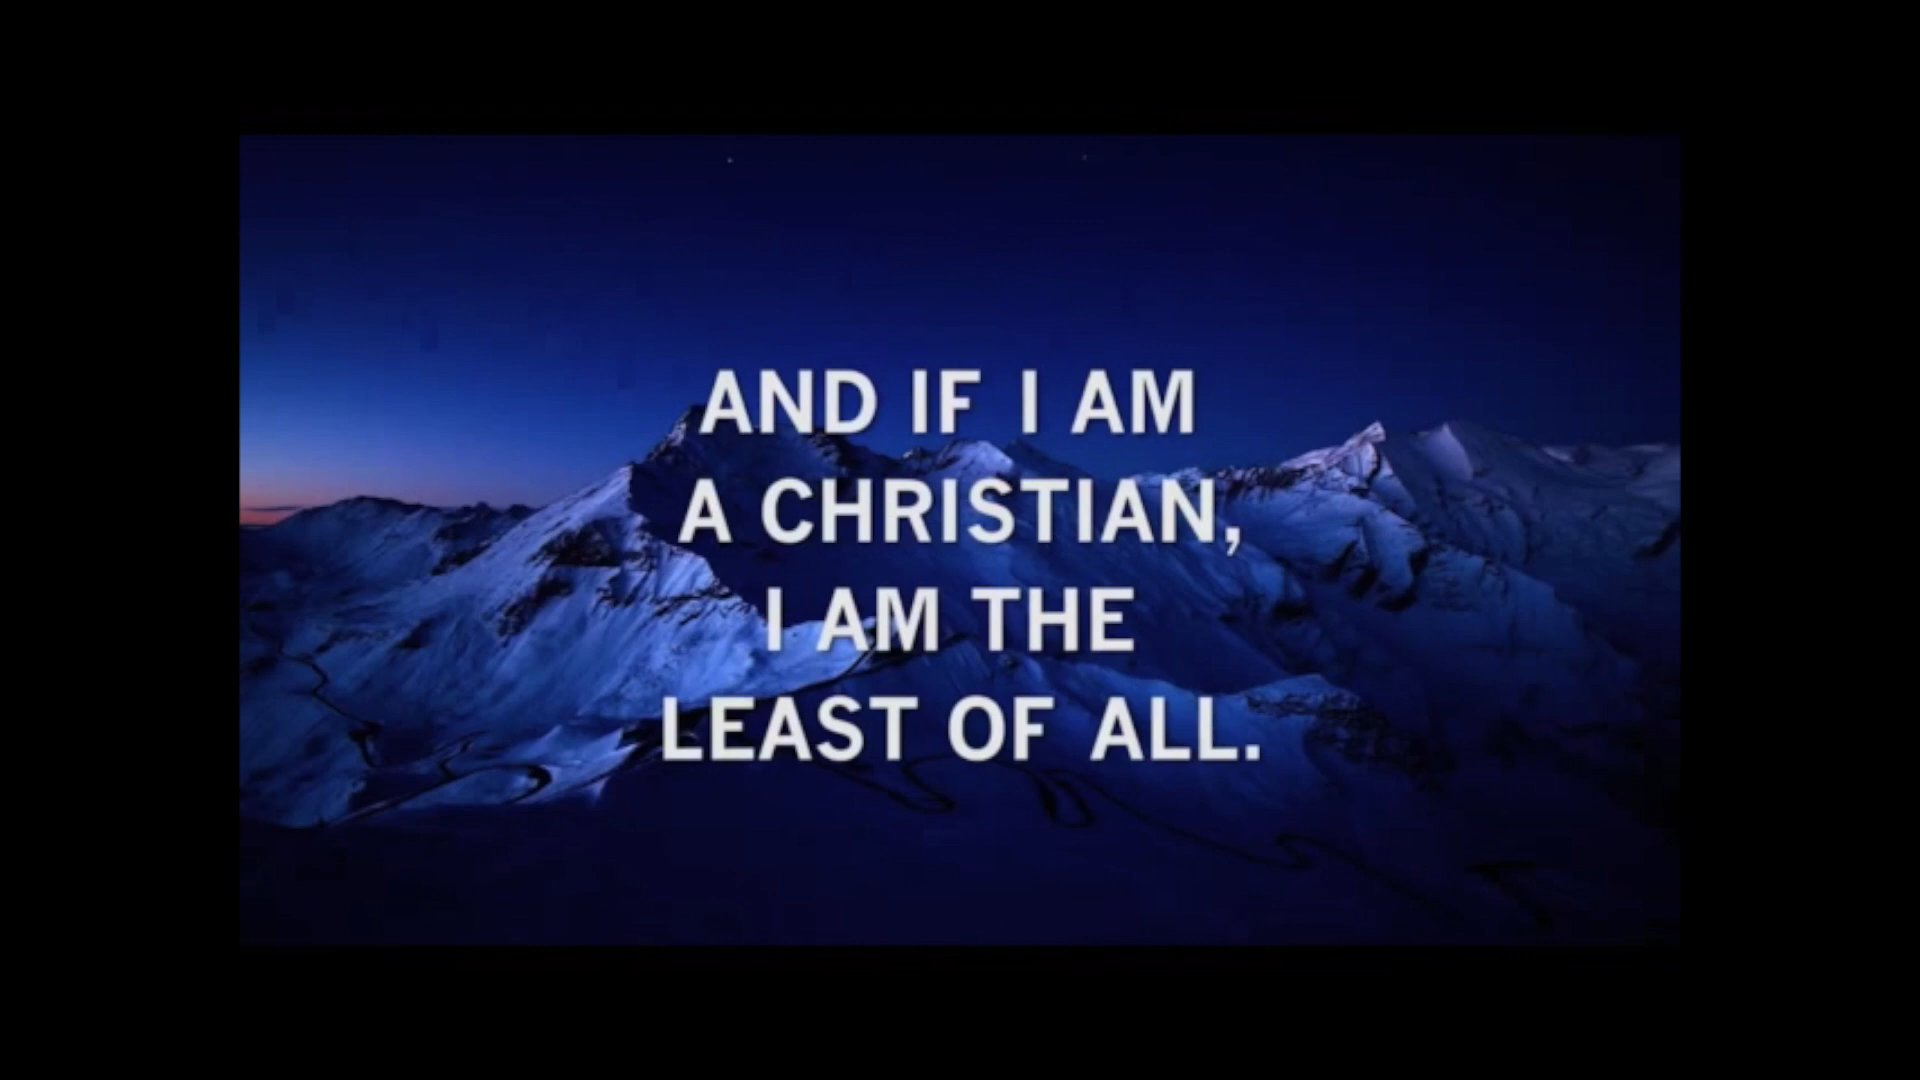 AND IF I AM
A CHRISTIAN,
I AM THE
LEAST OF ALL.